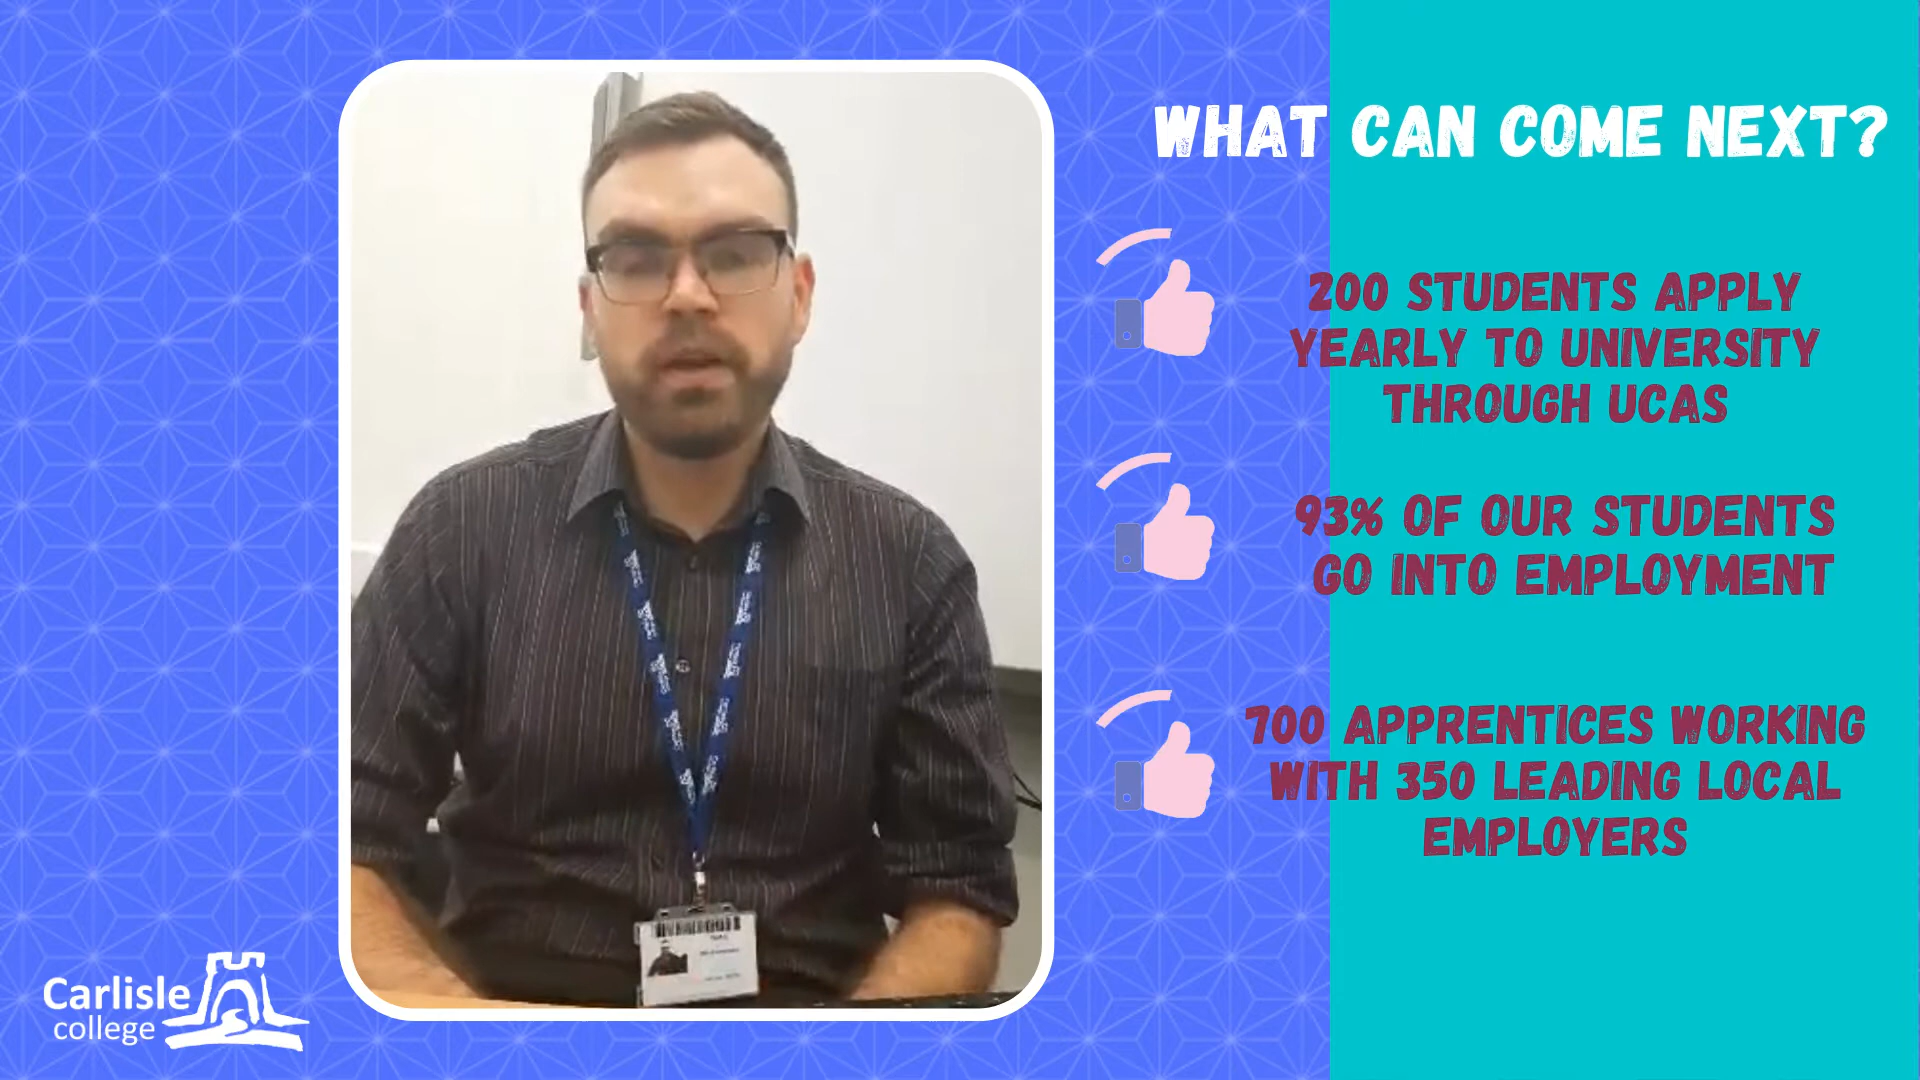 WHAT CAN COME NEXT?
200 STUDENTS APPLY
YEARLY TO UNIVERSITY
THROUGH UCAS
93% OF OUR STUDENTS
GO INTO EMPLOYMENT
700 APPRENTICES WORKING
WITH 350 LEADING LOCAL
EMPLOYERS
Carlisle
college